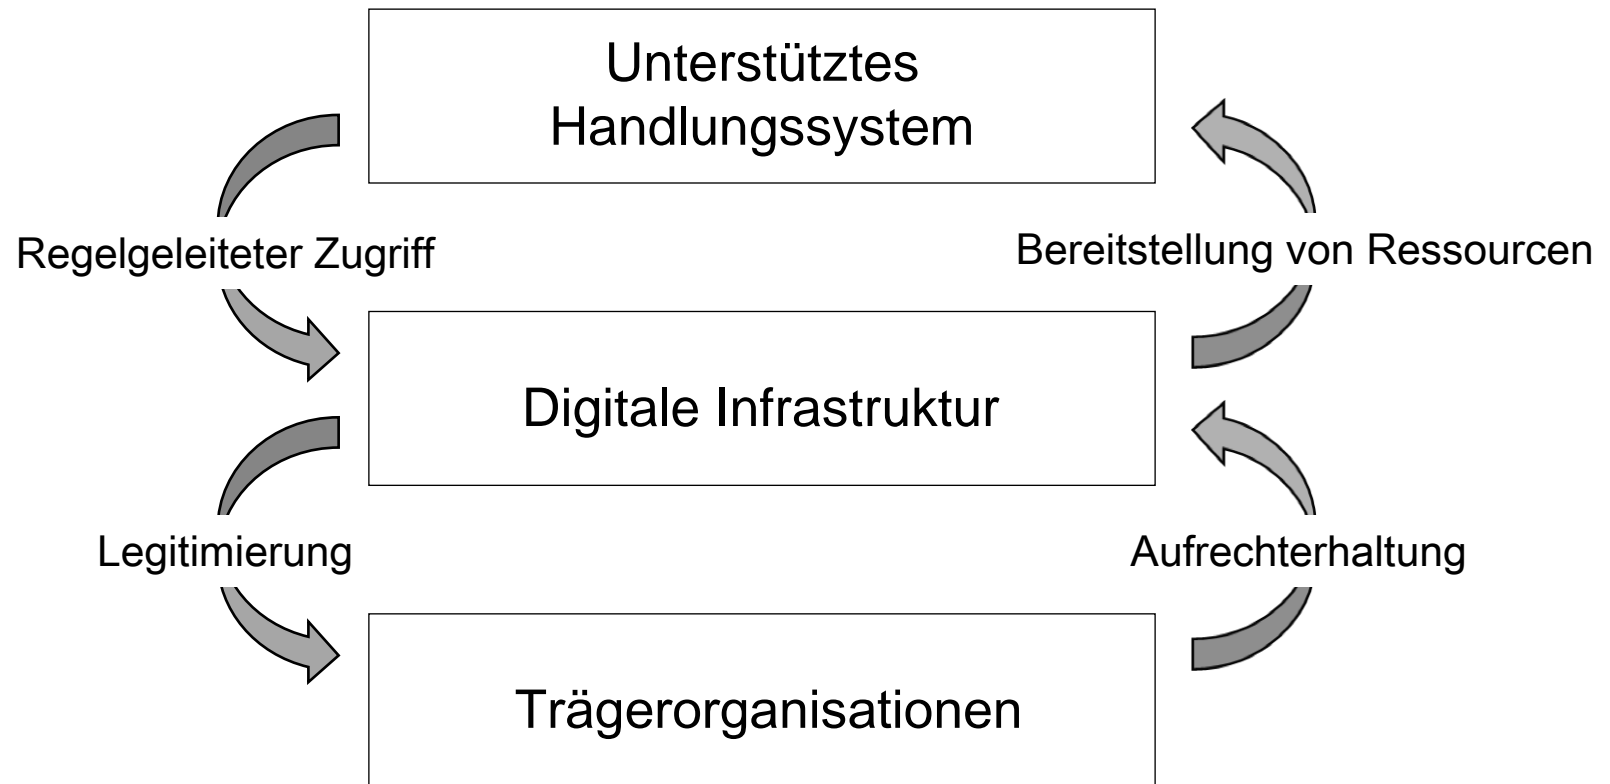 Unterstütztes
Handlungssystem
Regelgeleiteter Zugriff
Bereitstellung von Ressourcen
Digitale Infrastruktur
Legitimierung
Aufrechterhaltung
Trägerorganisationen